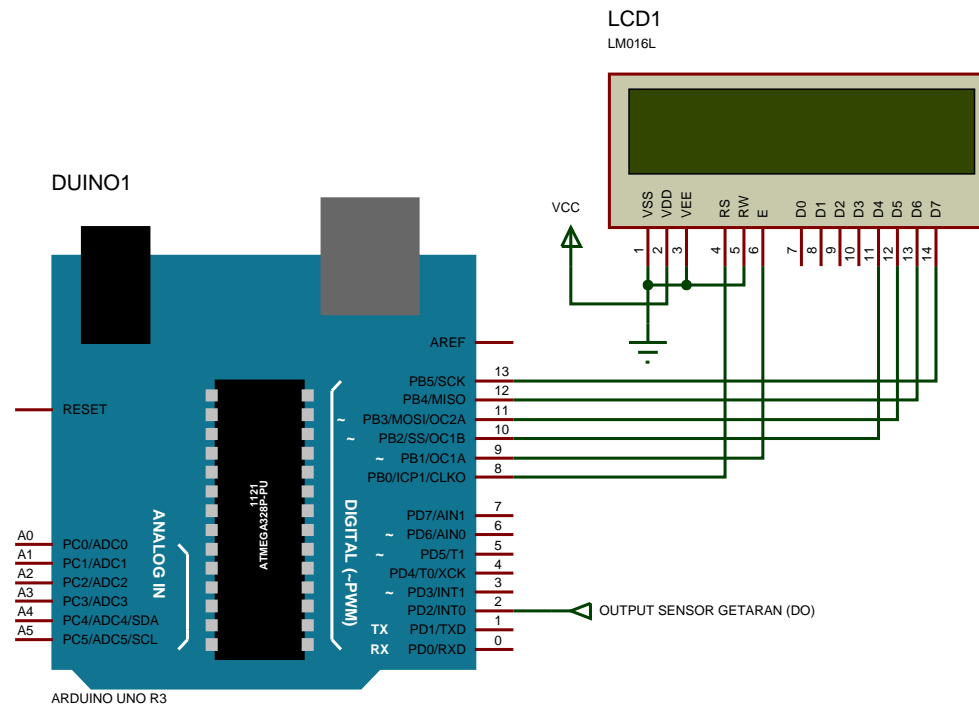 LCD1
LM016L
DUINO1
VCC
VSS
VDD
VEE
RS
RW
E
D0
D1
D2
D3
D4
D5
D6
D7
1
2
3
4
5
6
7
8
9
10
11
12
13
14
AREF
13
PB5/SCK
12
PB4/MISO
RESET
11
~ PB3/MOSI/OC2A
10
~ PB2/SS/OC1B
9
~ PB1/OC1A
8
PB0/ICP1/CLKO
1121
ATMEGA328P-PU
ANALOG IN
DIGITAL (~PWM)
7
PD7/AIN1
6
~ PD6/AIN0
5
~ PD5/T1
4
PD4/T0/XCK
3
~ PD3/INT1
2
PD2/INT0
OUTPUT SENSOR GETARAN (DO)
1
TX PD1/TXD
0
RX PD0/RXD
A0
PC0/ADC0
A1
PC1/ADC1
A2
PC2/ADC2
A3
PC3/ADC3
A4
PC4/ADC4/SDA
A5
PC5/ADC5/SCL
ARDUINO UNO R3